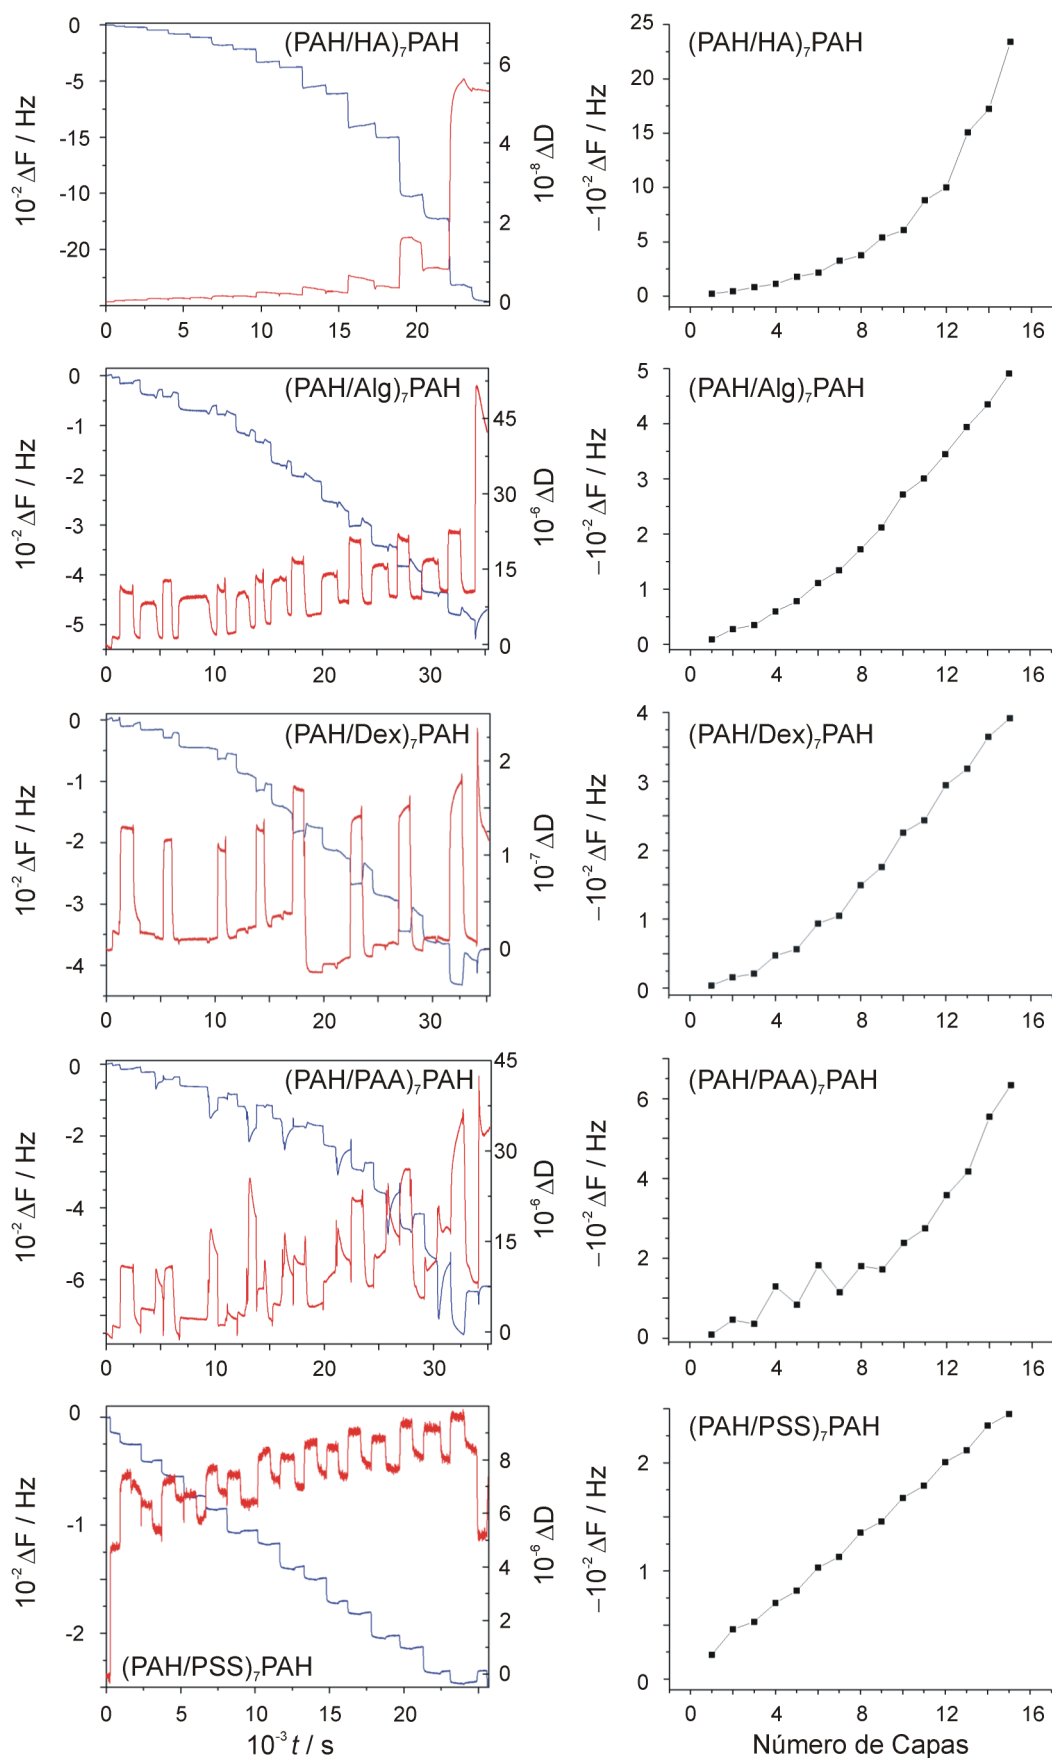 (PAH/HA)₇PAH
0
-5
-15
-10
-20
10⁻² ΔF / Hz
6
4
2
0
10⁻⁸ ΔD
0 5 10 15 20
(PAH/HA)₇PAH
25
20
15
10
5
0
−10⁻² ΔF / Hz
0 4 8 12 16
(PAH/Alg)₇PAH
0
-1
-2
-3
-4
-5
10⁻² ΔF / Hz
45
30
15
0
10⁻⁶ ΔD
0 10 20 30
(PAH/Alg)₇PAH
5
4
3
2
1
0
−10⁻² ΔF / Hz
0 4 8 12 16
(PAH/Dex)₇PAH
0
-1
-2
-3
-4
10⁻² ΔF / Hz
2
1
0
10⁻⁷ ΔD
0 10 20 30
(PAH/Dex)₇PAH
4
3
2
1
0
−10⁻² ΔF / Hz
0 4 8 12 16
(PAH/PAA)₇PAH
0
-2
-4
-6
10⁻² ΔF / Hz
45
30
15
0
10⁻⁶ ΔD
0 10 20 30
(PAH/PAA)₇PAH
6
4
2
0
−10⁻² ΔF / Hz
0 4 8 12 16
(PAH/PSS)₇PAH
0
-1
-2
10⁻² ΔF / Hz
8
6
4
2
0
10⁻⁶ ΔD
0 5 10 15 20
10⁻³ t / s
(PAH/PSS)₇PAH
2
1
0
−10⁻² ΔF / Hz
0 4 8 12 16
Número de Capas